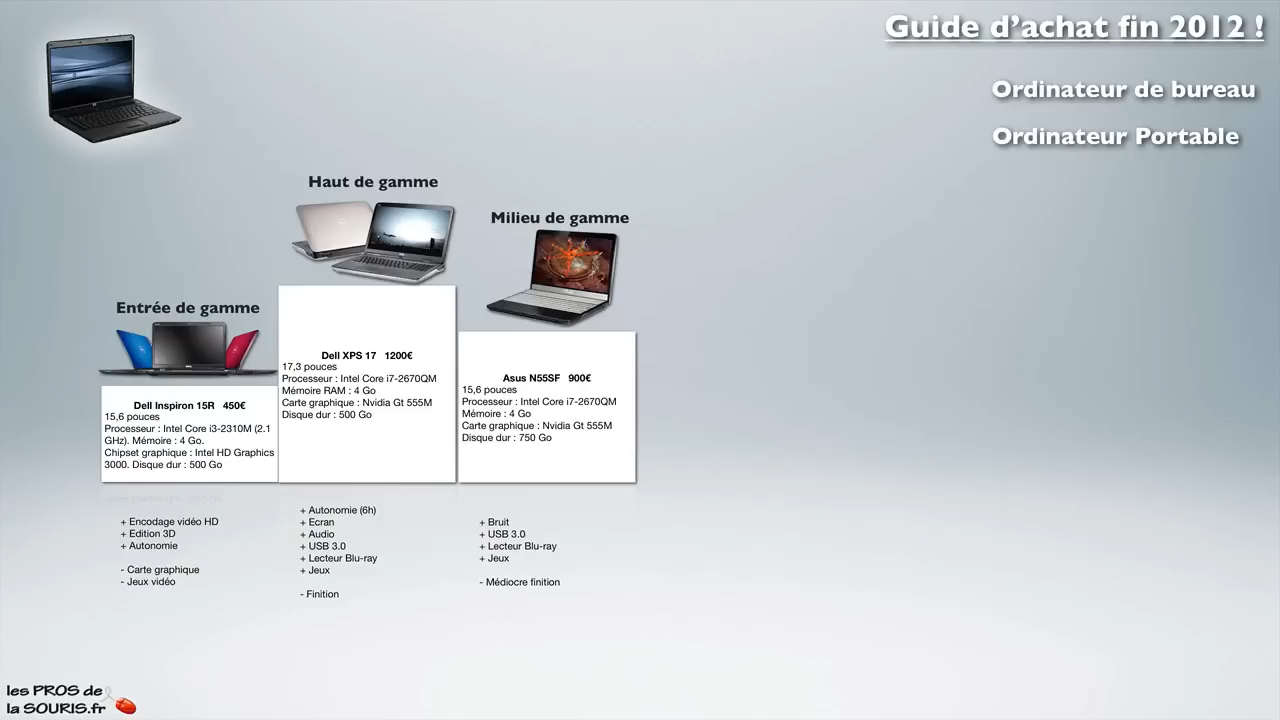 Guide d’achat fin 2012 !
Ordinateur de bureau
Ordinateur Portable
Haut de gamme
Milieu de gamme
Entrée de gamme
Dell Inspiron 15R 450€
15,6 pouces
Processeur : Intel Core i3-2310M (2.1
GHz). Mémoire : 4 Go.
Chipset graphique : Intel HD Graphics
3000. Disque dur : 500 Go
Dell XPS 17 1200€
17,3 pouces
Processeur : Intel Core i7-2670QM
Mémoire RAM : 4 Go
Carte graphique : Nvidia Gt 555M
Disque dur : 500 Go
Asus N55SF 900€
15,6 pouces
Processeur : Intel Core i7-2670QM
Mémoire : 4 Go
Carte graphique : Nvidia Gt 555M
Disque dur : 750 Go
+ Encodage vidéo HD
+ Edition 3D
+ Autonomie
- Carte graphique
- Jeux vidéo
+ Autonomie (6h)
+ Ecran
+ Audio
+ USB 3.0
+ Lecteur Blu-ray
+ Jeux
- Finition
+ Bruit
+ USB 3.0
+ Lecteur Blu-ray
+ Jeux
- Médiocre finition
les PROS de
la SOURIS.fr